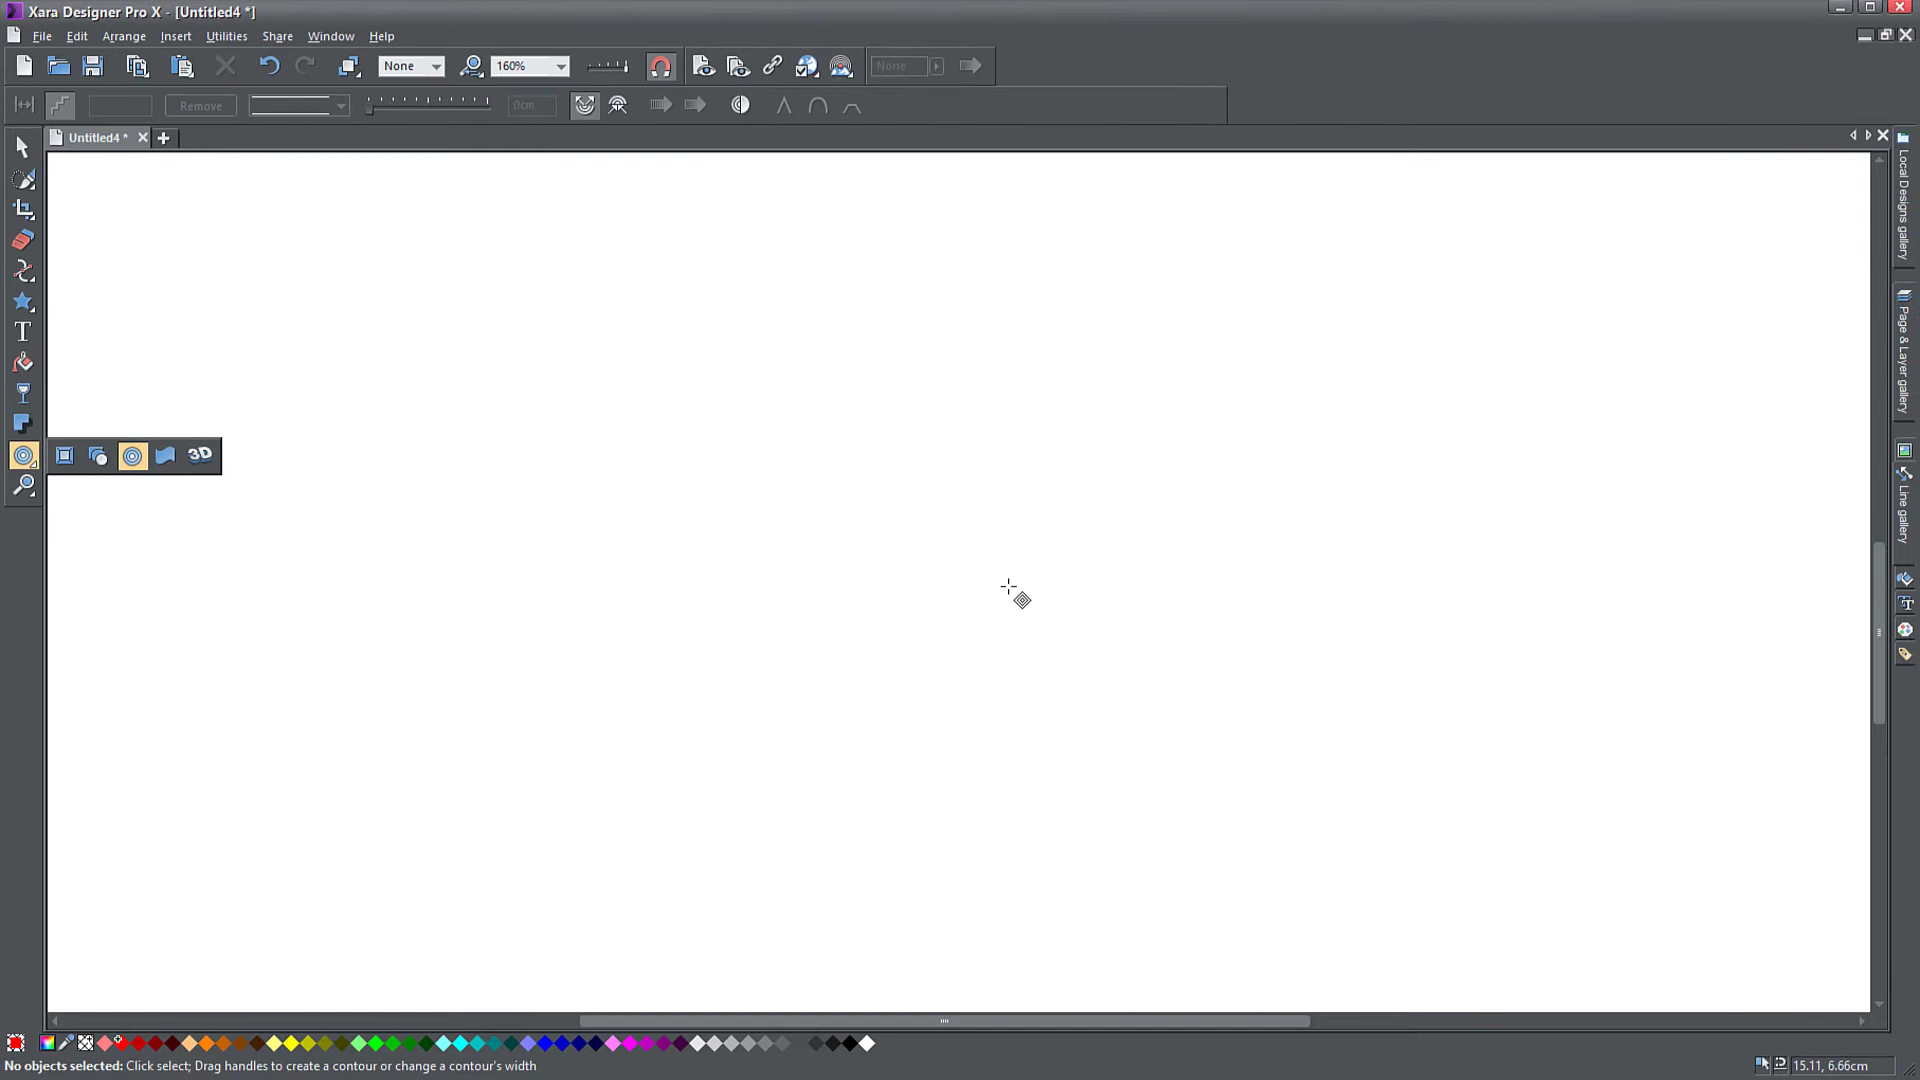 Xara Designer Pro X - [Untitled4 *]
File Edit Arrange Insert Utilities Share Window Help
None 160% None
Remove 0cm
Untitled4 *
Local Designs gallery
Page & Layer gallery
T
3D
Line gallery
No objects selected: Click select; Drag handles to create a contour or change a contour's width
15.11, 6.66cm